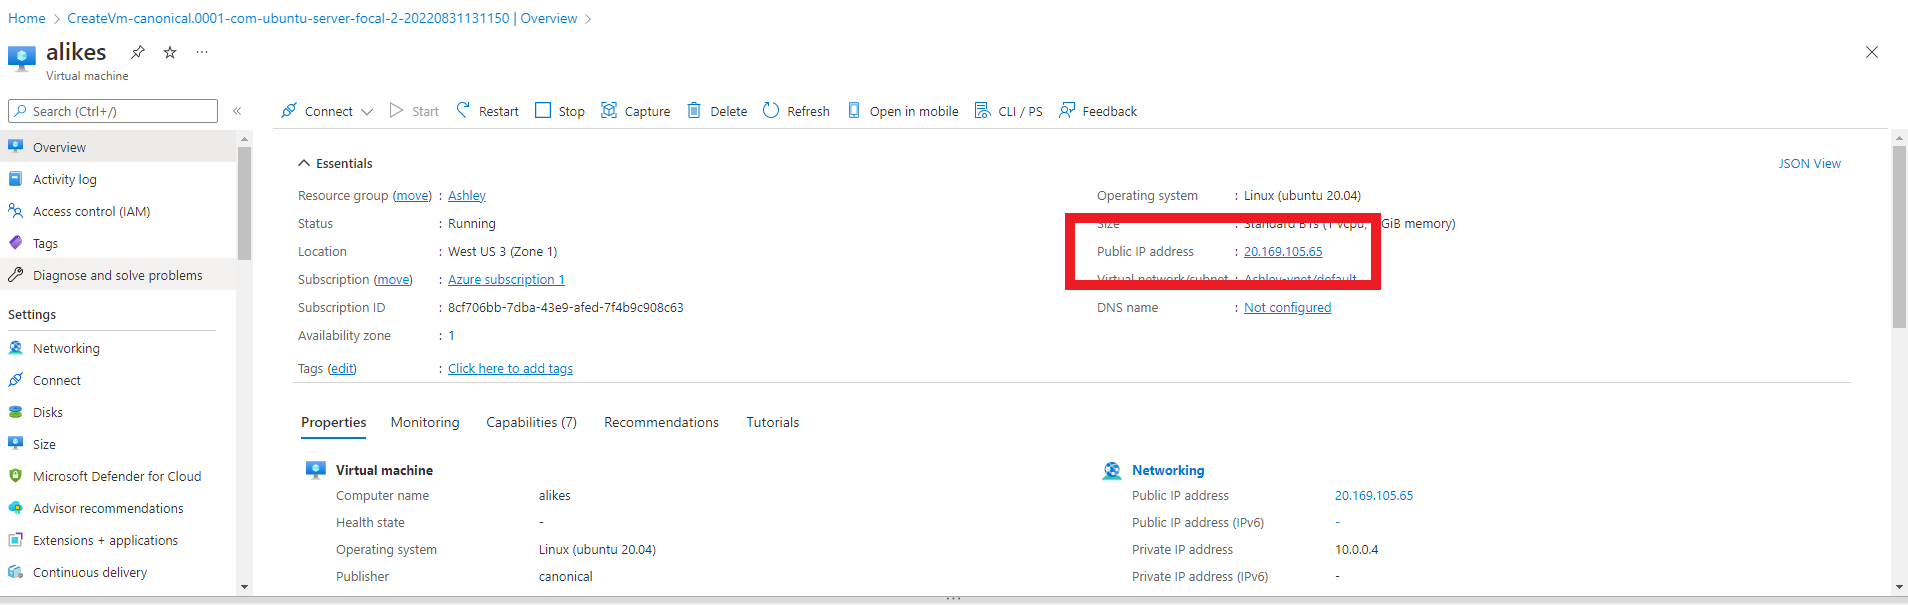 Home > CreateVm-canonical.0001-com-ubuntu-server-focal-2-20220831131150 | Overview >
alikes ...
Virtual machine
Search (Ctrl+/) «
Connect Start Restart Stop Capture Delete Refresh Open in mobile CLI / PS Feedback
Overview
Activity log
Access control (IAM)
Tags
Diagnose and solve problems
Settings
Networking
Connect
Disks
Size
Microsoft Defender for Cloud
Advisor recommendations
Extensions + applications
Continuous delivery
Essentials
JSON View
Resource group (move) : Ashley
Status : Running
Location : West US 3 (Zone 1)
Subscription (move) : Azure subscription 1
Subscription ID : 8cf706bb-7dba-43e9-afed-7f4b9c908c63
Availability zone : 1
Tags (edit) : Click here to add tags
Operating system : Linux (ubuntu 20.04)
Size : Standard B1s (1 vcpu, GiB memory)
Public IP address : 20.169.105.65
Virtual network/subnet : Ashley-vnet/default
DNS name : Not configured
Properties Monitoring Capabilities (7) Recommendations Tutorials
Virtual machine
Computer name alikes
Health state -
Operating system Linux (ubuntu 20.04)
Publisher canonical
Networking
Public IP address 20.169.105.65
Public IP address (IPv6) -
Private IP address 10.0.0.4
Private IP address (IPv6) -